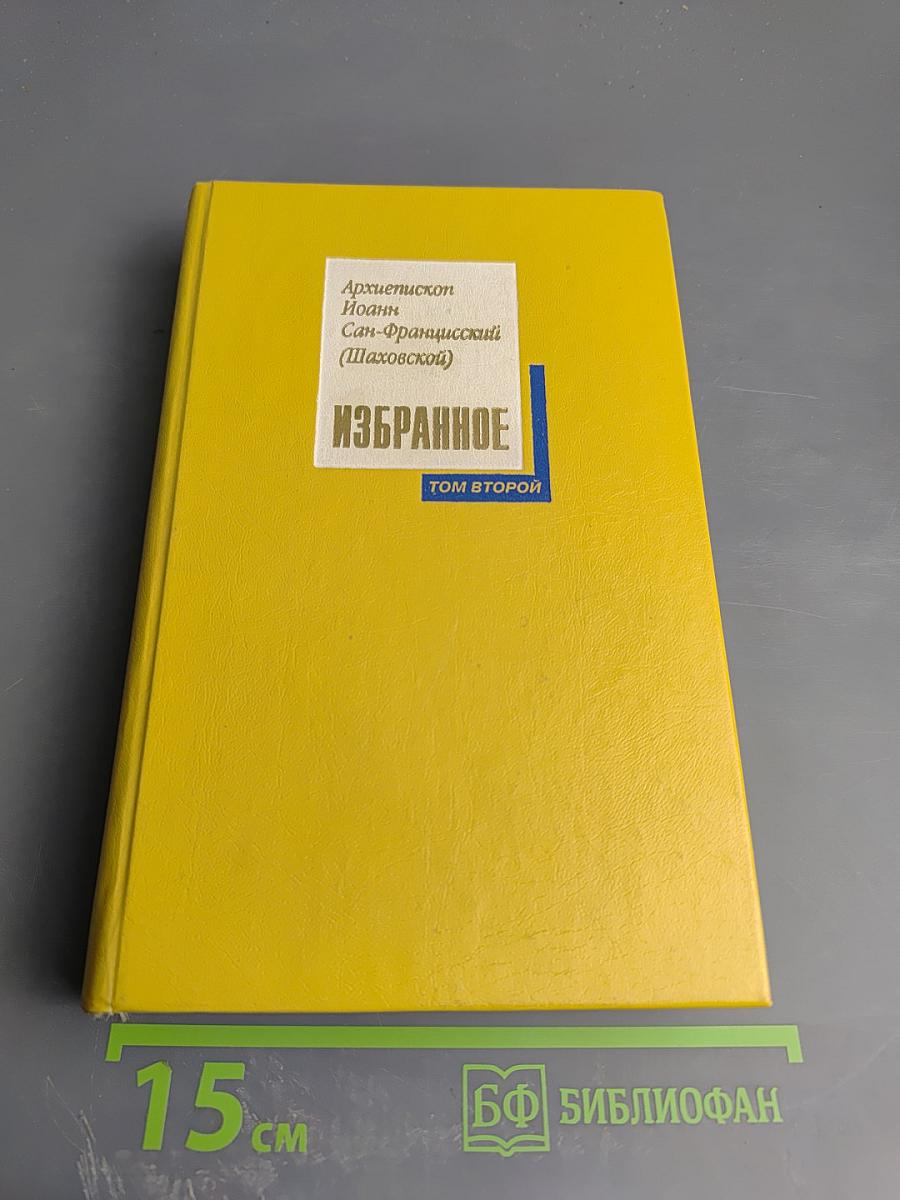 Архиепископ
Иоанн
Сан-Францисский
(Шаховской)
ИЗБРАННОЕ
ТОМ ВТОРОЙ
15 см
БФ БИБЛИОФАН